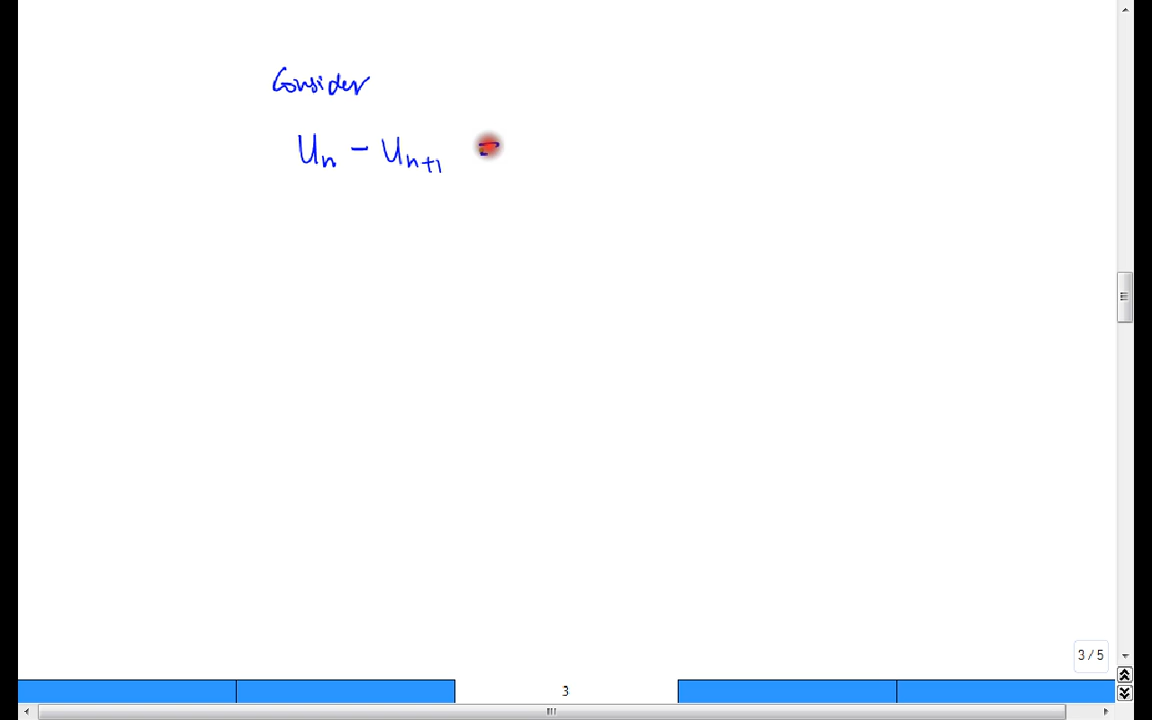 Consider
Un - Un+1 =
3 / 5
3